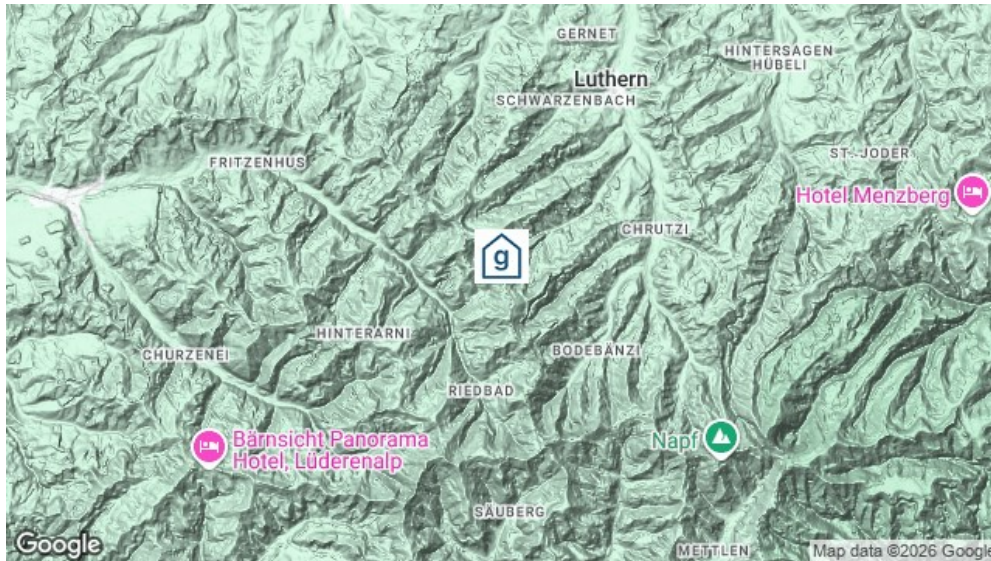 GERNET
HINTERSAGEN
HÜBELI
Luthern
SCHWARZENBACH
FRITZENHUS
ST. JODER
Hotel Menzberg
CHRUTZI
g
HINTERARNI
CHURZENEI
BODEBÄNZI
RIEDBAD
Bärnsicht Panorama
Hotel, Lüderenalp
Napf
SÄUBERG
METTLEN
Google
Map data ©2026 Google